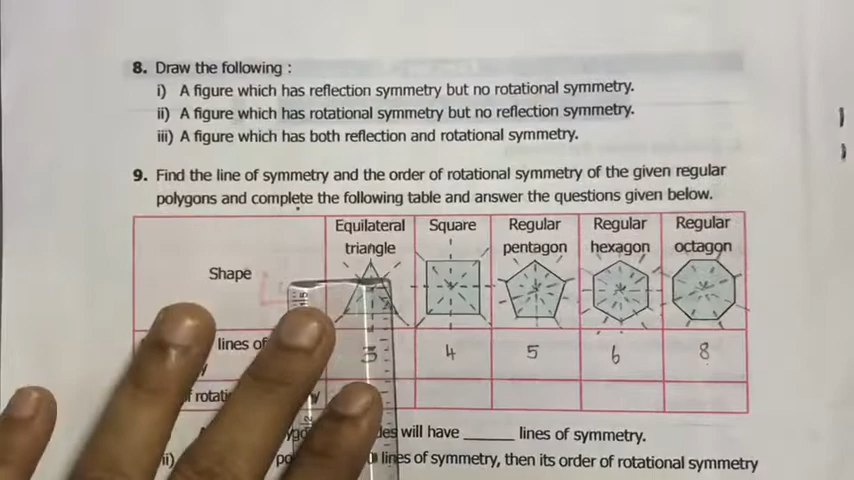 8. Draw the following :
i) A figure which has reflection symmetry but no rotational symmetry.
ii) A figure which has rotational symmetry but no reflection symmetry.
iii) A figure which has both reflection and rotational symmetry.
9. Find the line of symmetry and the order of rotational symmetry of the given regular
polygons and complete the following table and answer the questions given below.
Shape Equilateral triangle Square Regular pentagon Regular hexagon Regular octagon
lines of 3 4 5 6 8
will have ______ lines of symmetry.
lines of symmetry, then its order of rotational symmetry